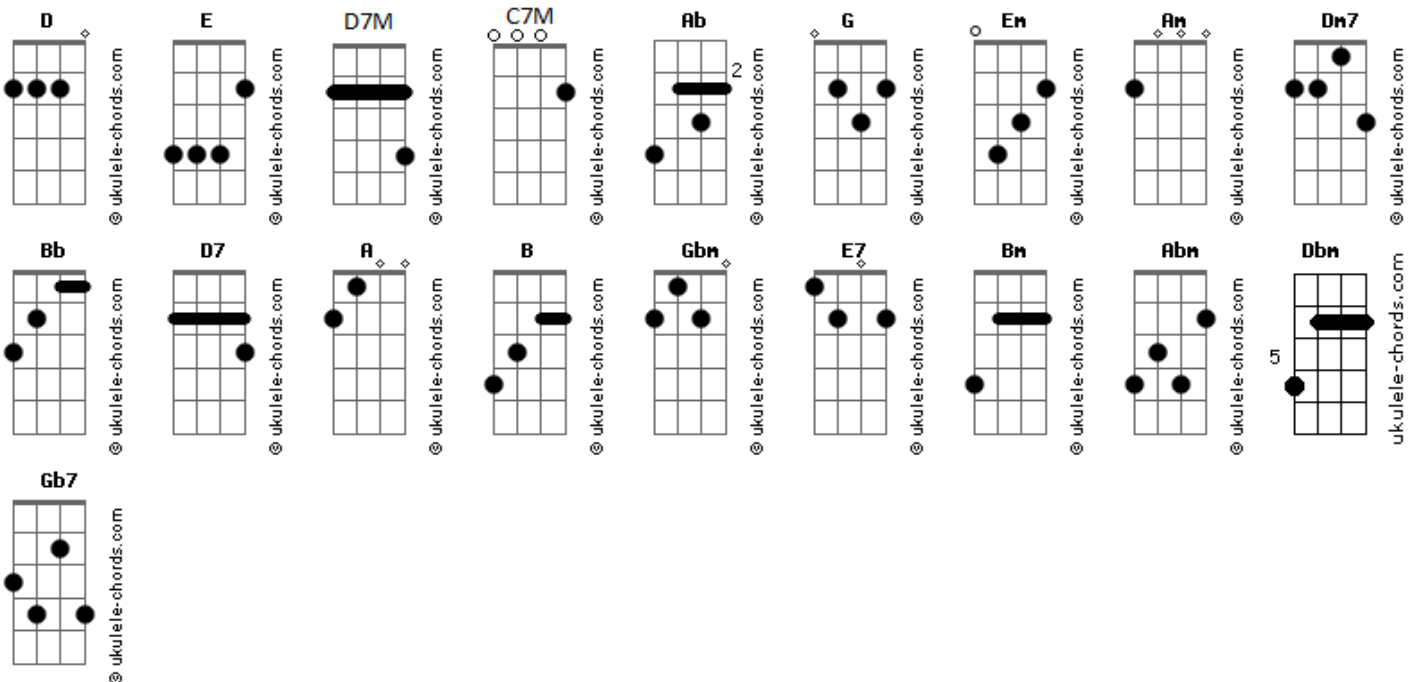 D E D7M C7M Ab G Em Am Dm7
2
© ukulele-chords.com © ukulele-chords.com © ukulele-chords.com © ukulele-chords.com © ukulele-chords.com © ukulele-chords.com © ukulele-chords.com © ukulele-chords.com © ukulele-chords.com
Bb D7 A B Gbm E7 Bm Abm Dbm
5
© ukulele-chords.com © ukulele-chords.com © ukulele-chords.com © ukulele-chords.com © ukulele-chords.com © ukulele-chords.com © ukulele-chords.com © ukulele-chords.com ukulele-chords.com
Gb7
© ukulele-chords.com